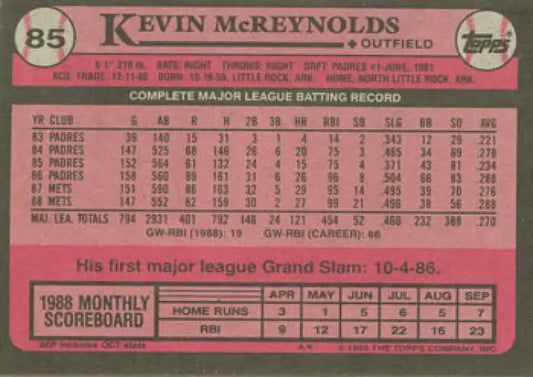 85
KEVIN McREYNOLDS
OUTFIELD
TOPPS
6'1" 210 lb. BATS: RIGHT THROWS: RIGHT DRAFT: PADRES #1-JUNE, 1981
ACQ: TRADE, 12-11-86 BORN: 10-16-59, LITTLE ROCK, ARK. HOME: NORTH LITTLE ROCK, ARK.
COMPLETE MAJOR LEAGUE BATTING RECORD
YR CLUB G AB R H 2B 3B HR RBI SB SLG BB SO AVG
83 PADRES 39 140 15 31 3 1 4 14 2 .343 12 29 .221
84 PADRES 147 525 68 146 26 6 20 75 3 .465 34 69 .278
85 PADRES 152 564 61 132 24 4 15 75 4 .371 43 81 .234
86 PADRES 158 560 89 161 31 6 26 96 8 .504 66 83 .288
87 METS 151 590 86 163 32 5 29 95 14 .495 39 70 .276
88 METS 147 552 82 159 30 2 27 99 21 .496 38 56 .288
MAJ. LEA. TOTALS 794 2931 401 792 146 24 121 454 52 .460 232 388 .270
GW-RBI (1988): 19 GW-RBI (CAREER): 66
His first major league Grand Slam: 10-4-86.
1988 MONTHLY SCOREBOARD
APR MAY JUN JUL AUG SEP
HOME RUNS 3 1 5 6 5 7
RBI 9 12 17 22 16 23
SEP includes OCT stats
A* © 1989 THE TOPPS COMPANY, INC.